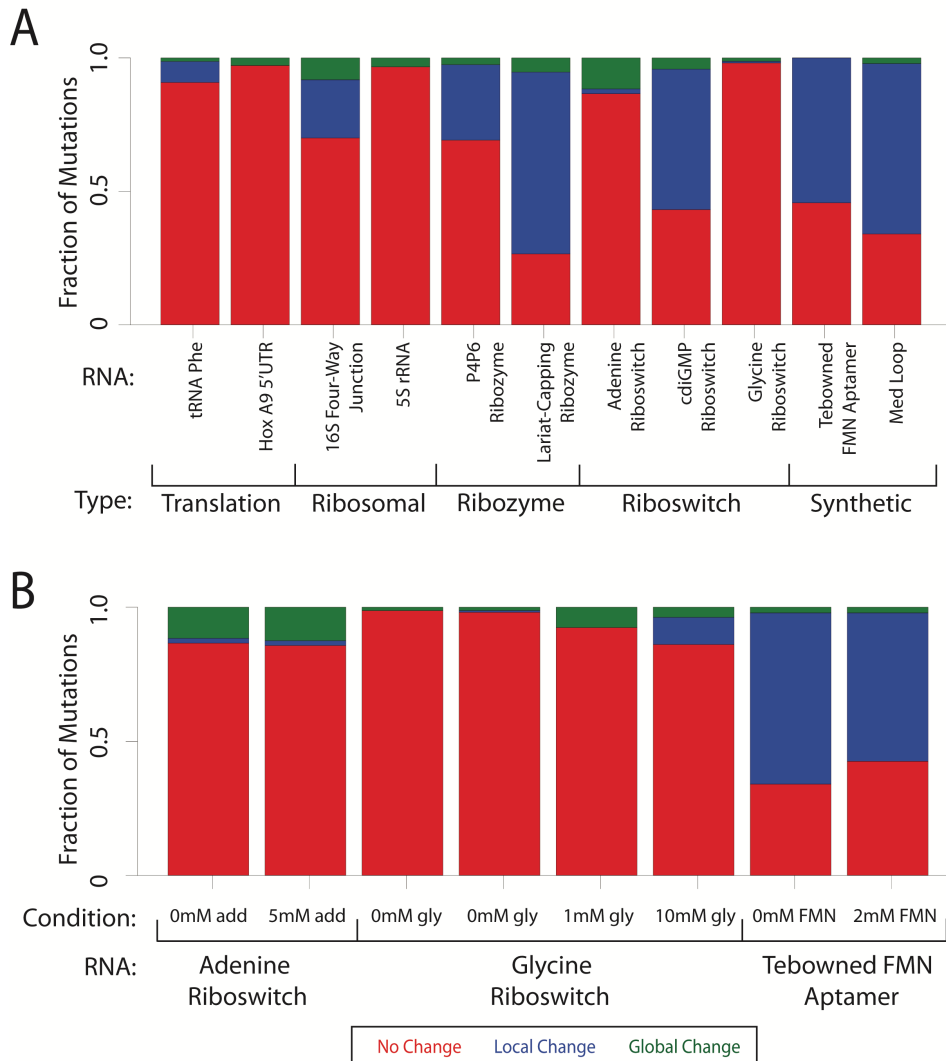 A
Fraction of Mutations
1.0
0.5
0
RNA:
tRNA Phe
Hox A9 5'UTR
16S Four-Way
Junction
5S rRNA
P4P6
Ribozyme
Lariat-Capping
Ribozyme
Adenine
Riboswitch
cdiGMP
Riboswitch
Glycine
Riboswitch
Tebowned
FMN Aptamer
Med Loop
Type:
Translation
Ribosomal
Ribozyme
Riboswitch
Synthetic
B
Fraction of Mutations
1.0
0.5
0
Condition:
0mM add
5mM add
0mM gly
0mM gly
1mM gly
10mM gly
0mM FMN
2mM FMN
RNA:
Adenine
Riboswitch
Glycine
Riboswitch
Tebowned FMN
Aptamer
No Change
Local Change
Global Change